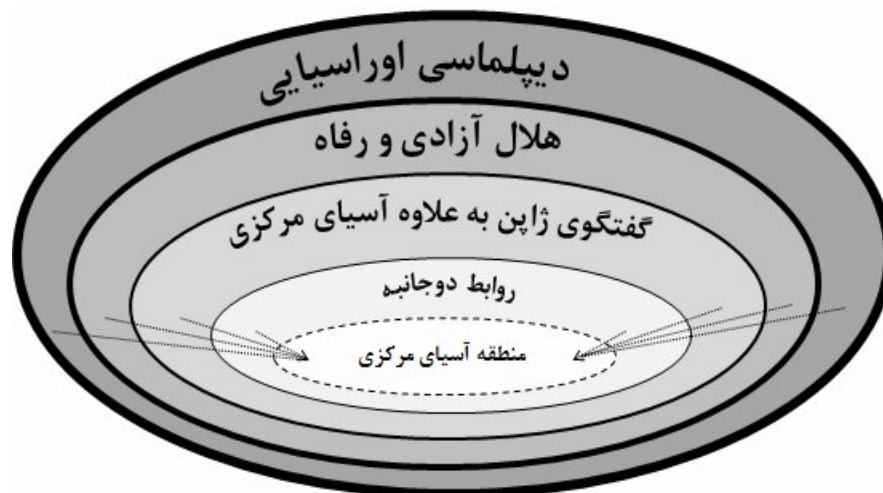 دیپلماسی اوراسیایی
هلال آزادی و رفاه
گفتگوی ژاپن به علاوه آسیای مرکزی
روابط دوجانبه
منطقه آسیای مرکزی